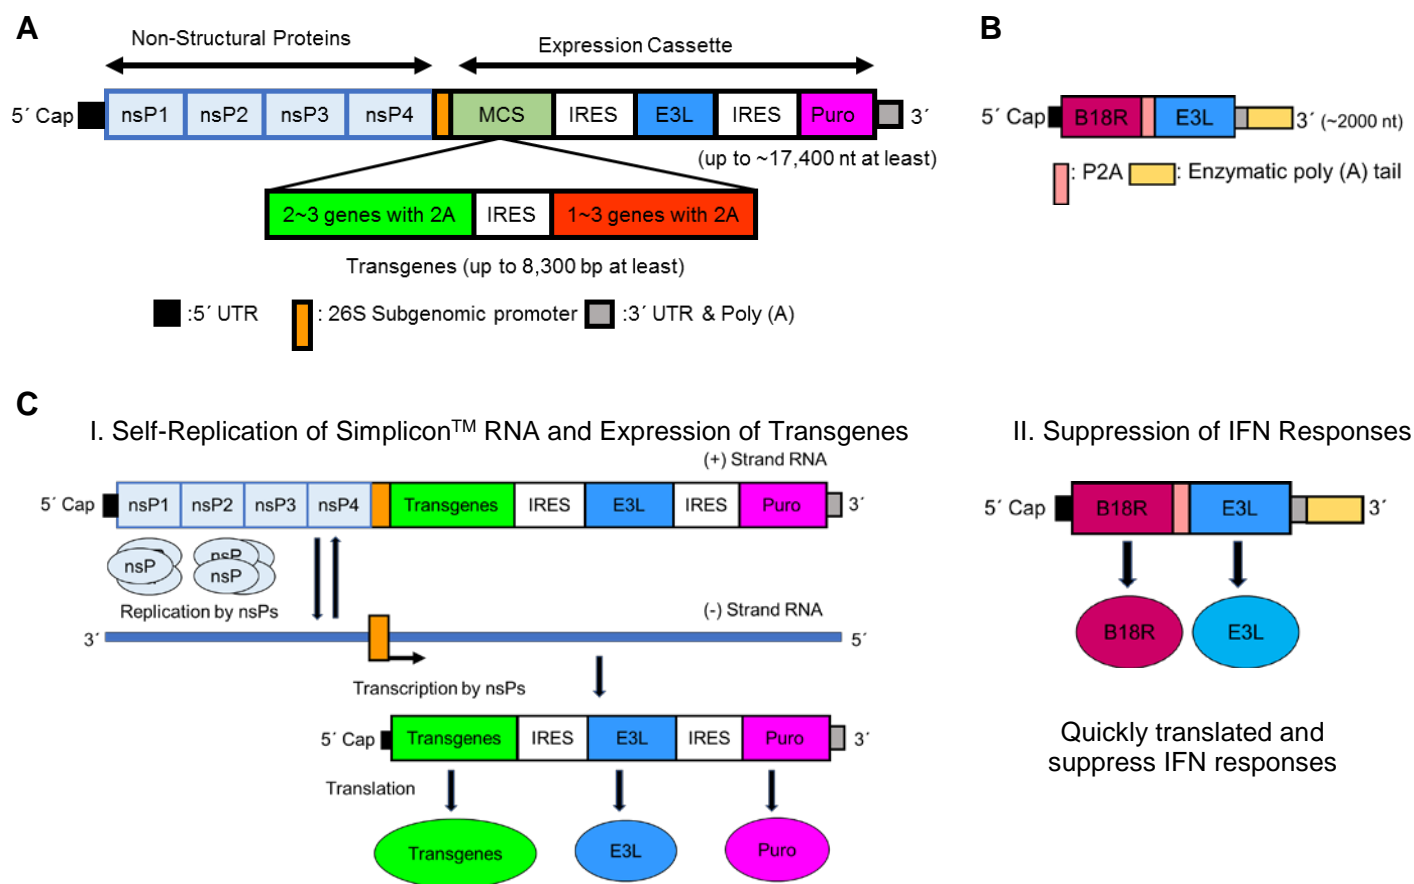 A
Non-Structural Proteins
Expression Cassette
5´ Cap nsP1 nsP2 nsP3 nsP4 MCS IRES E3L IRES Puro 3´
(up to ~17,400 nt at least)
2~3 genes with 2A IRES 1~3 genes with 2A
Transgenes (up to 8,300 bp at least)
:5´ UTR : 26S Subgenomic promoter :3´ UTR & Poly (A)
B
5´ Cap B18R E3L 3´ (~2000 nt)
: P2A : Enzymatic poly (A) tail
C
I. Self-Replication of Simplicon™ RNA and Expression of Transgenes
(+) Strand RNA
5´ Cap nsP1 nsP2 nsP3 nsP4 Transgenes IRES E3L IRES Puro 3´
nsP nsP
nsP
Replication by nsPs
(-) Strand RNA
3´ 5´
Transcription by nsPs
5´ Cap Transgenes IRES E3L IRES Puro 3´
Translation
Transgenes E3L Puro
II. Suppression of IFN Responses
5´ Cap B18R E3L 3´
B18R E3L
Quickly translated and
suppress IFN responses